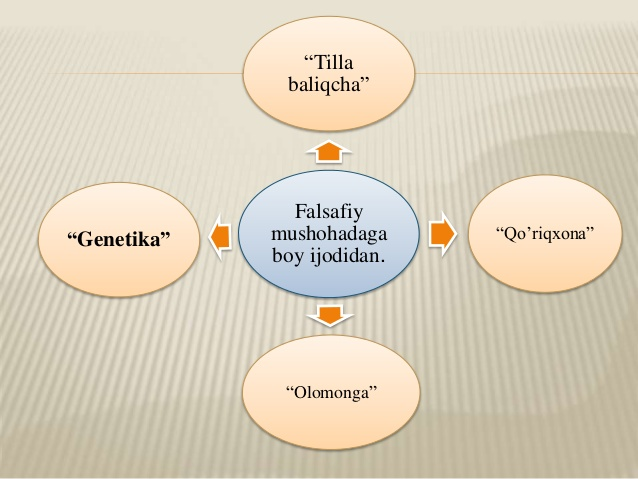 “Tilla
baliqcha”
Falsafiy
mushohadaga
boy ijodidan.
“Genetika”
“Qo’riqxona”
“Olomonga”